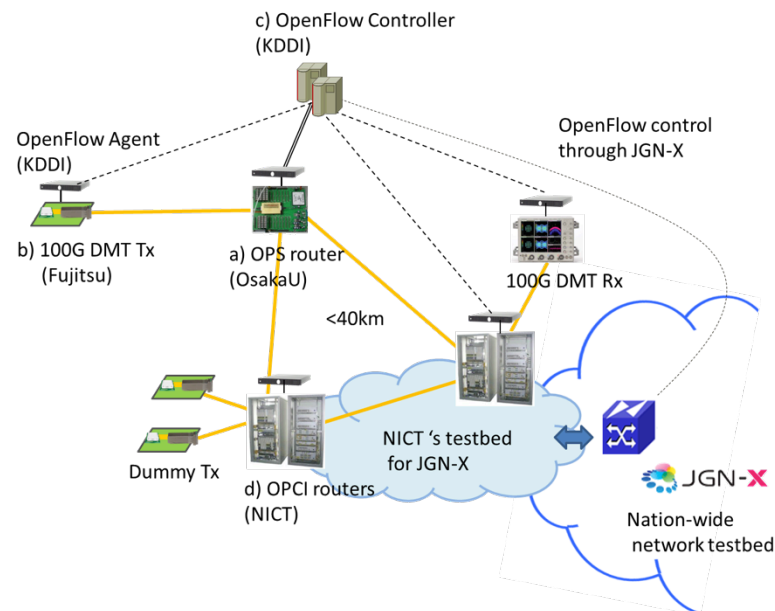 c) OpenFlow Controller
(KDDI)
OpenFlow Agent
(KDDI)
OpenFlow control
through JGN-X
b) 100G DMT Tx
(Fujitsu)
a) OPS router
(OsakaU)
100G DMT Rx
<40km
Dummy Tx
NICT ‘s testbed
for JGN-X
d) OPCI routers
(NICT)
JGN-X
Nation-wide
network testbed